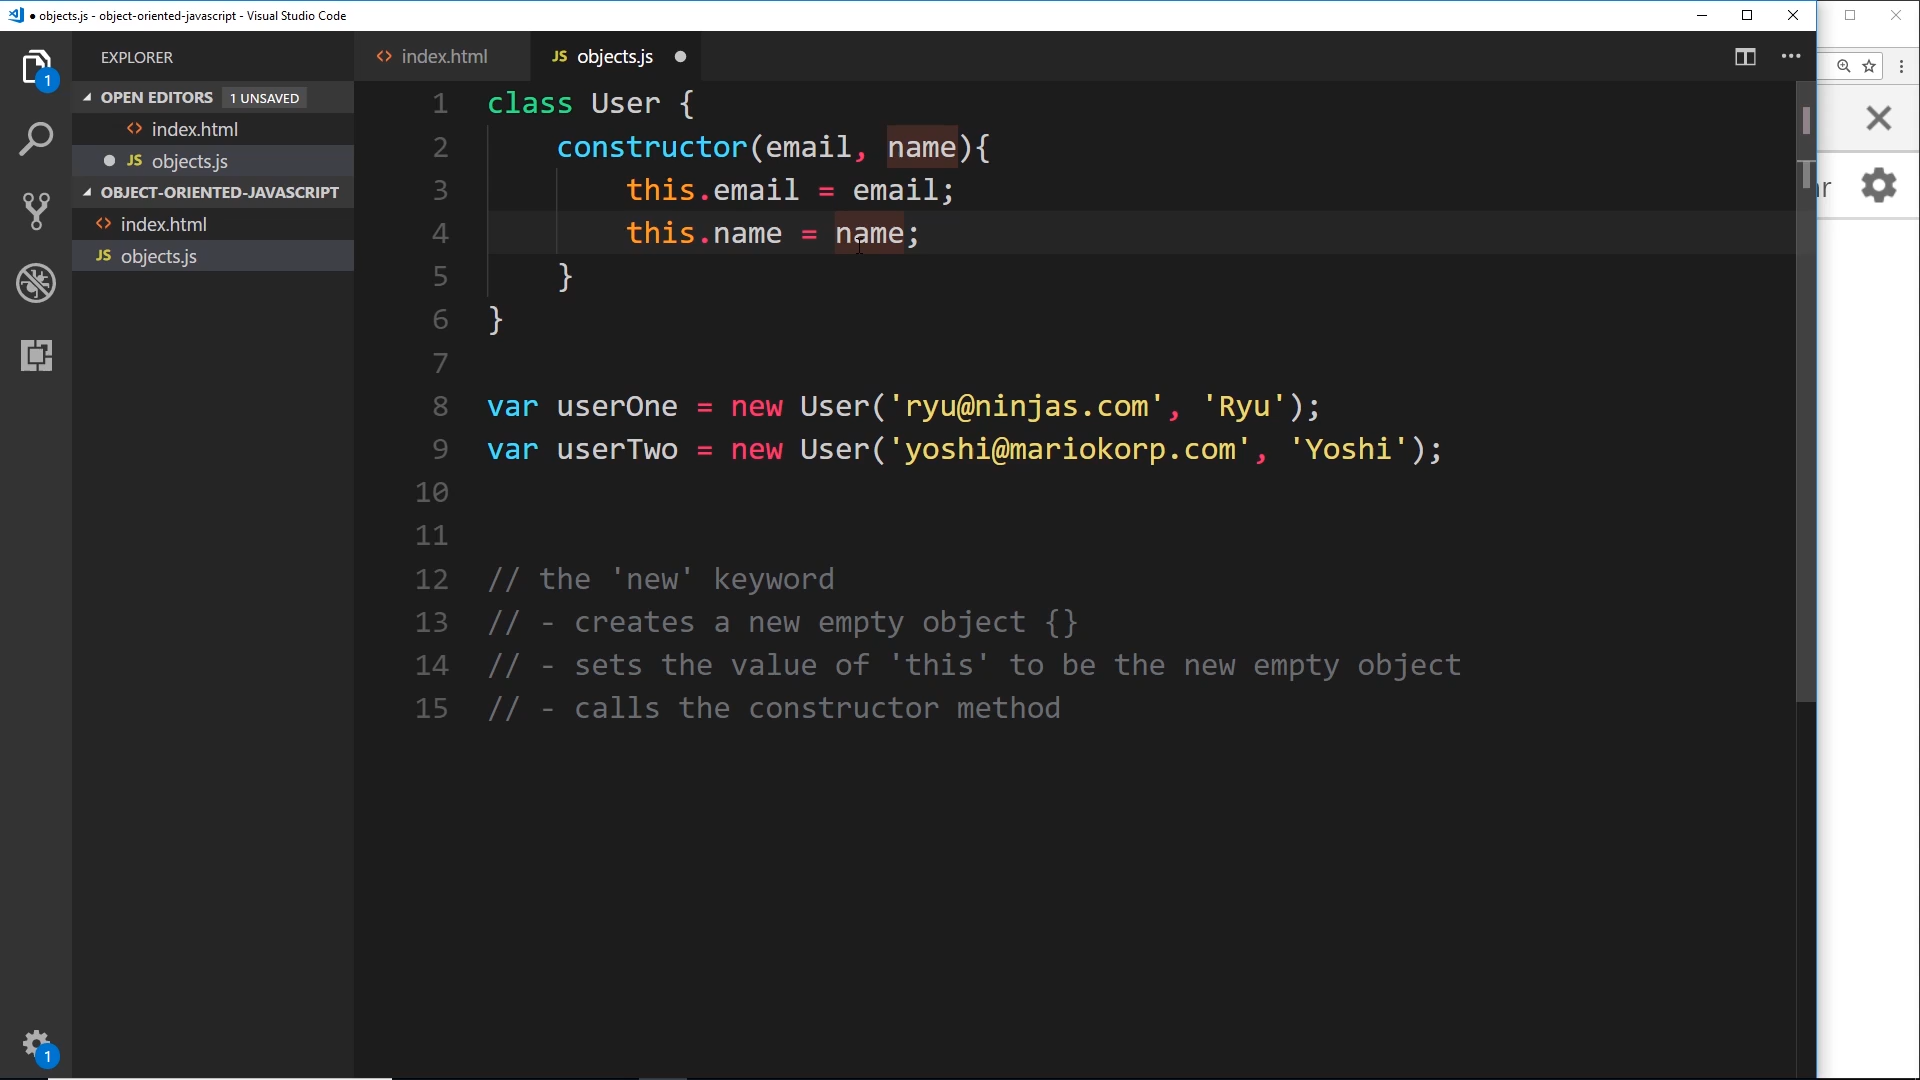 ● objects.js - object-oriented-javascript - Visual Studio Code
EXPLORER
OPEN EDITORS 1 UNSAVED
<> index.html
● JS objects.js
OBJECT-ORIENTED-JAVASCRIPT
<> index.html
JS objects.js
1
1
<> index.html
JS objects.js ●
1 class User {
2     constructor(email, name){
3         this.email = email;
4         this.name = name;
5     }
6 }
7
8 var userOne = new User('ryu@ninjas.com', 'Ryu');
9 var userTwo = new User('yoshi@mariokorp.com', 'Yoshi');
10
11
12 // the 'new' keyword
13 // - creates a new empty object {}
14 // - sets the value of 'this' to be the new empty object
15 // - calls the constructor method